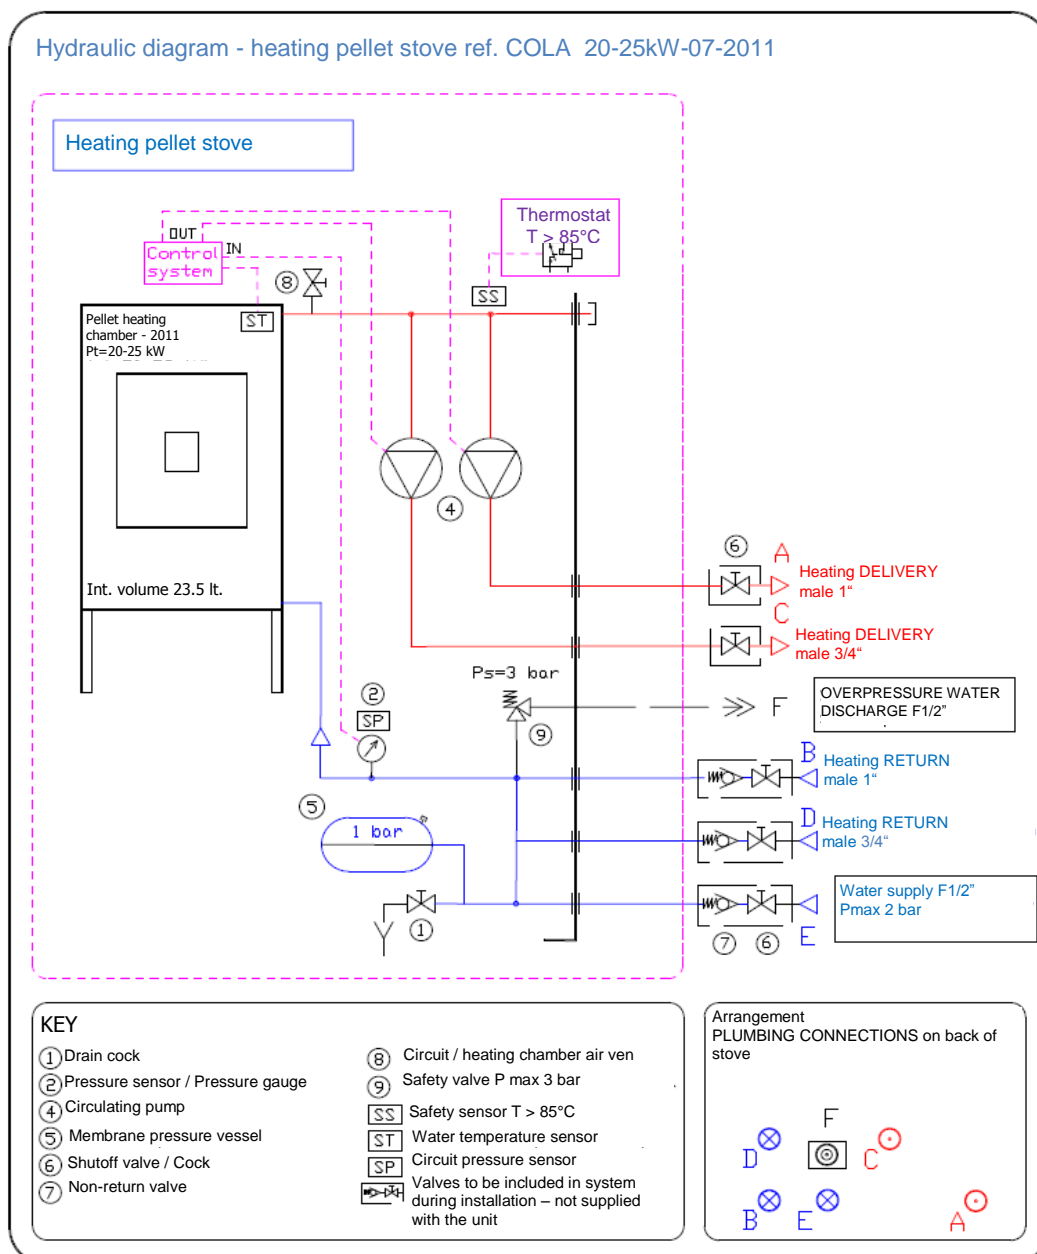 Hydraulic diagram - heating pellet stove ref. COLA 20-25kW-07-2011
Heating pellet stove
Thermostat
T > 85°C
OUT
IN
Control
system
8
SS
ST
Pellet heating
chamber - 2011
Pt=20-25 kW
4
Int. volume 23.5 lt.
6
A
Heating DELIVERY
male 1“
C
Heating DELIVERY
male 3/4“
Ps=3 bar
2
SP
9
F
OVERPRESSURE WATER
DISCHARGE F1/2”
B
Heating RETURN
male 1“
5
1 bar
D
Heating RETURN
male 3/4“
Water supply F1/2”
Pmax 2 bar
E
1
7
6
KEY
1 Drain cock
2 Pressure sensor / Pressure gauge
4 Circulating pump
5 Membrane pressure vessel
6 Shutoff valve / Cock
7 Non-return valve
8 Circuit / heating chamber air ven
9 Safety valve P max 3 bar
SS Safety sensor T > 85°C
ST Water temperature sensor
SP Circuit pressure sensor
Valves to be included in system
during installation – not supplied
with the unit
Arrangement
PLUMBING CONNECTIONS on back of
stove
F
D
C
B
E
A